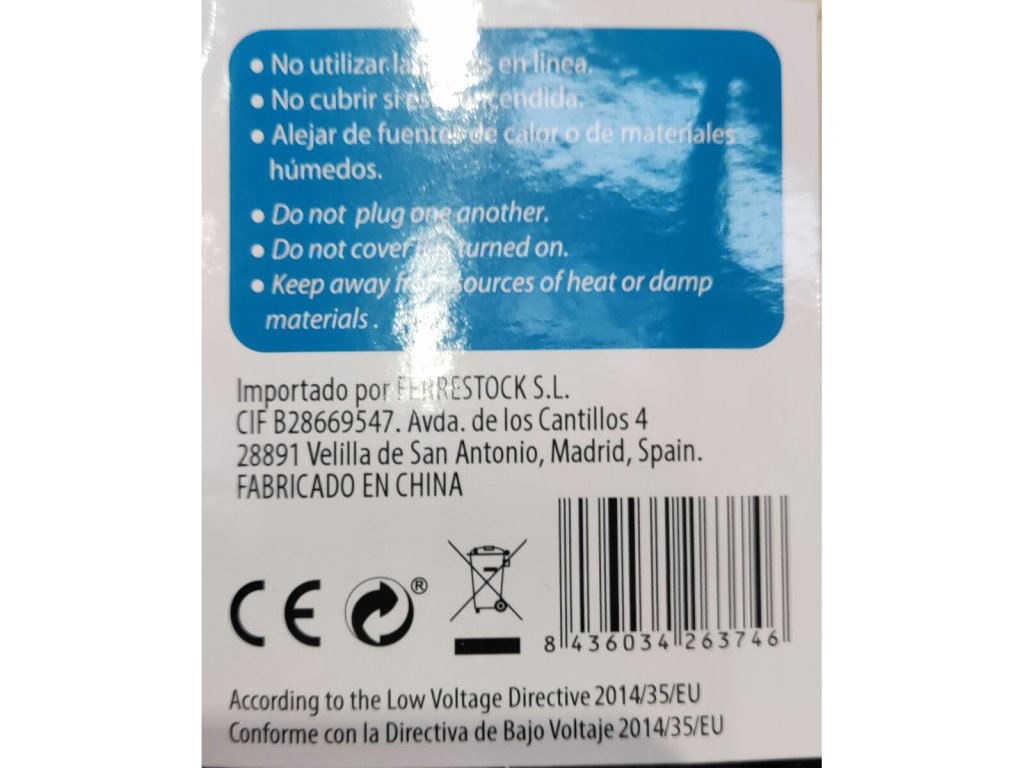 • No utilizar en línea.
• No cubrir si encendida.
• Alejar de fuentes de calor o de materiales
húmedos.
• Do not plug one another.
• Do not cover turned on.
• Keep away from sources of heat or damp
materials .
Importado por FERRESTOCK S.L.
CIF B28669547. Avda. de los Cantillos 4
28891 Velilla de San Antonio, Madrid, Spain.
FABRICADO EN CHINA
CE ®
8 436034 263746
According to the Low Voltage Directive 2014/35/EU
Conforme con la Directiva de Bajo Voltaje 2014/35/EU